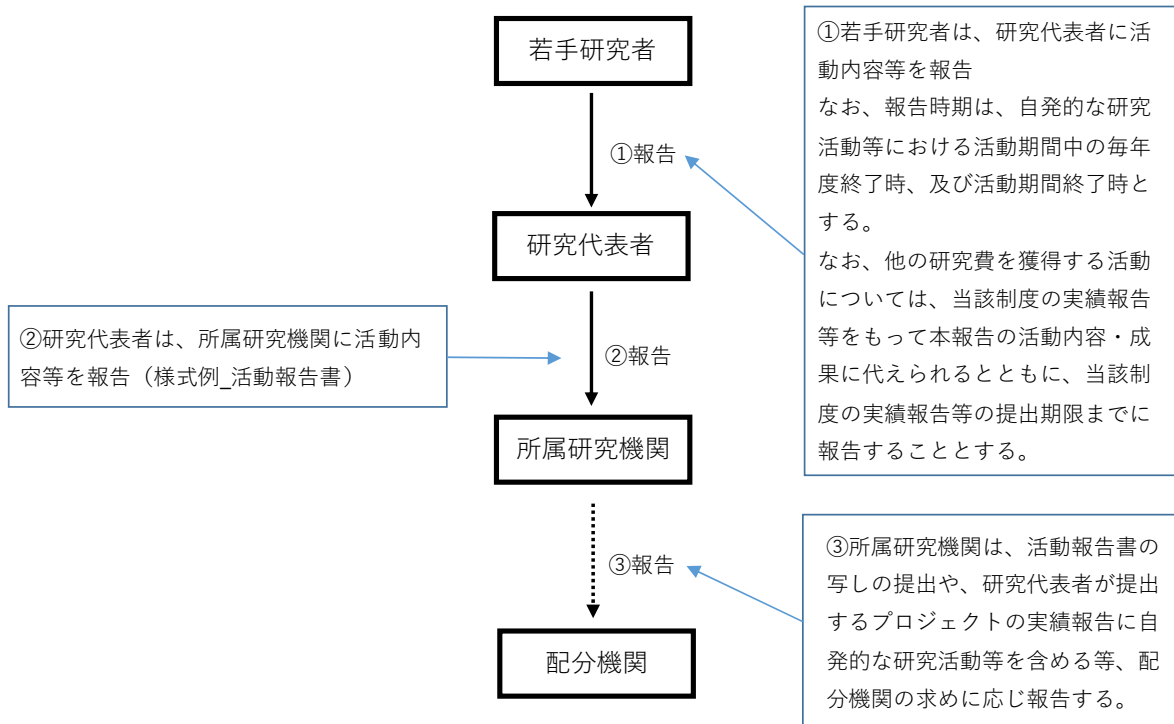 若手研究者
①報告
①若手研究者は、研究代表者に活
動内容等を報告
なお、報告時期は、自発的な研究
活動等における活動期間中の毎年
度終了時、及び活動期間終了時と
する。
なお、他の研究費を獲得する活動
については、当該制度の実績報告
等をもって本報告の活動内容・成
果に代えられるとともに、当該制
度の実績報告等の提出期限までに
報告することとする。
研究代表者
②研究代表者は、所属研究機関に活動内
容等を報告（様式例_活動報告書）
②報告
所属研究機関
③報告
③所属研究機関は、活動報告書の
写しの提出や、研究代表者が提出
するプロジェクトの実績報告に自
発的な研究活動等を含める等、配
分機関の求めに応じ報告する。
配分機関